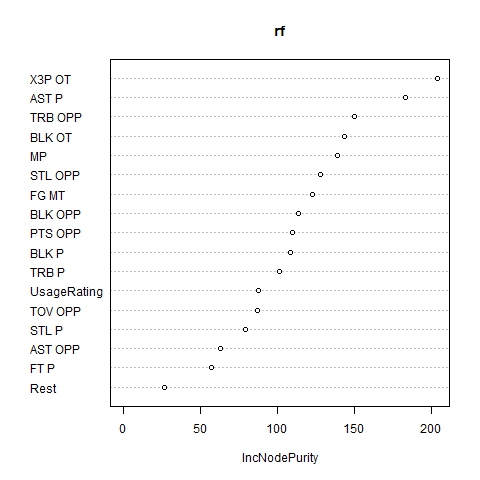 rf
X3P OT
AST P
TRB OPP
BLK OT
MP
STL OPP
FG MT
BLK OPP
PTS OPP
BLK P
TRB P
UsageRating
TOV OPP
STL P
AST OPP
FT P
Rest
0 50 100 150 200
IncNodePurity